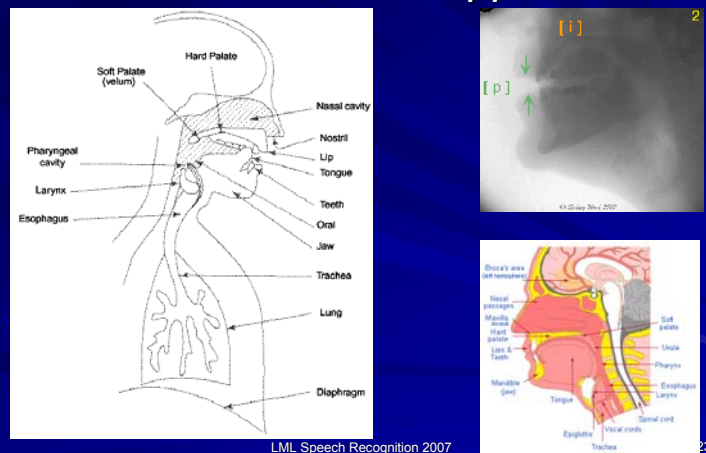 Hard Palate
Soft Palate
(velum)
Nasal cavity
Nostril
Lip
Tongue
Teeth
Oral
Jaw
Pharyngeal
cavity
Larynx
Esophagus
Trachea
Lung
Diaphragm
2
[ i ]
[ p ]
Broca's area
(left hemisphere)
Nasal
passages
Maxilla
Hard
palate
Lips &
Teeth
Mandible
(jaw)
Tongue
Epiglottis
Trachea
Vocal cords
Soft
palate
Uvula
Pharynx
Esophagus
Larynx
Spinal cord
LML Speech Recognition 2007